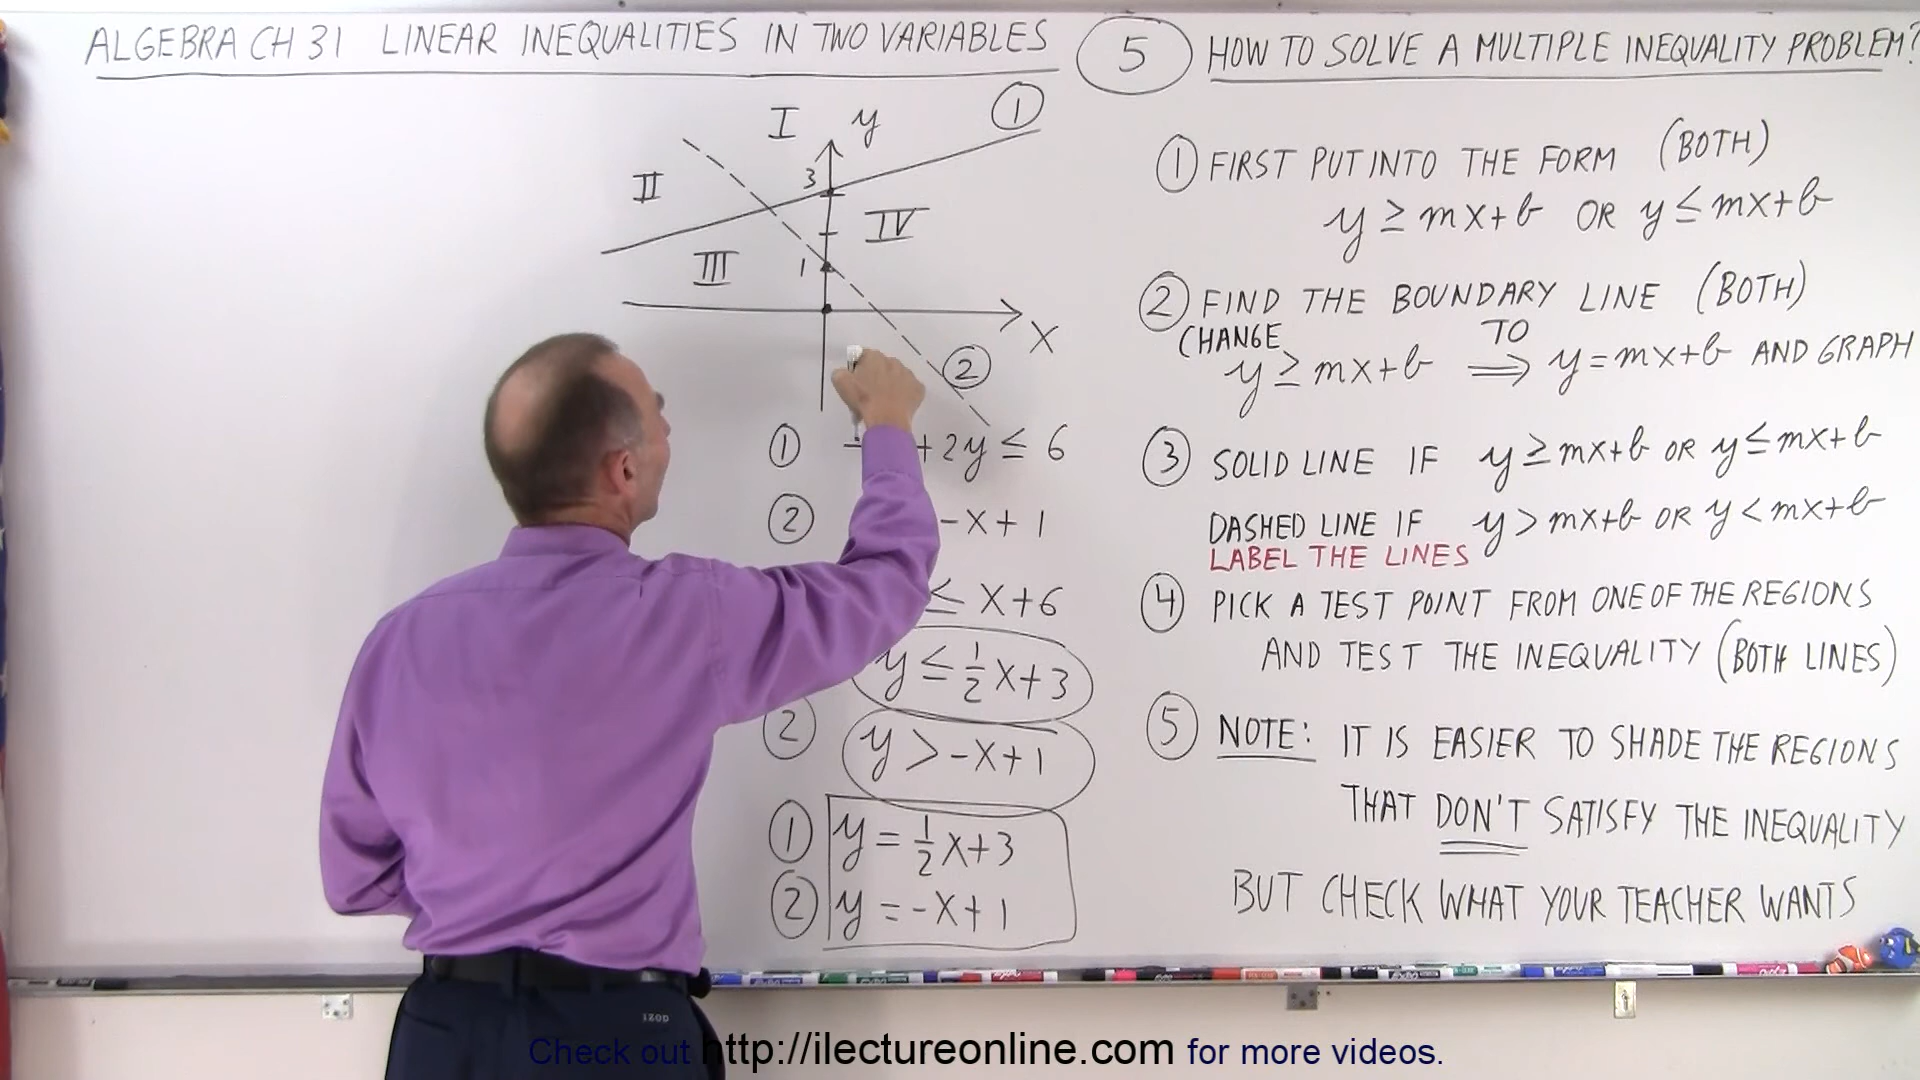 ALGEBRA CH 31 LINEAR INEQUALITIES IN TWO VARIABLES
5 HOW TO SOLVE A MULTIPLE INEQUALITY PROBLEM?
I y 1
II 3 IV
III 1
X
2
1 +2y ≤ 6
2 -X+1
≤ X+6
y ≤ 1/2 X+3
2 y > -X+1
1 y = 1/2 X+3
2 y = -X+1
1 FIRST PUT INTO THE FORM (BOTH)
y ≥ mX+b OR y ≤ mX+b
2 FIND THE BOUNDARY LINE (BOTH)
CHANGE TO
y ≥ mX+b ⇒ y = mX+b AND GRAPH
3 SOLID LINE IF y ≥ mX+b OR y ≤ mX+b
DASHED LINE IF y > mX+b OR y < mX+b
LABEL THE LINES
4 PICK A TEST POINT FROM ONE OF THE REGIONS
AND TEST THE INEQUALITY (BOTH LINES)
5 NOTE: IT IS EASIER TO SHADE THE REGIONS
THAT DON'T SATISFY THE INEQUALITY
BUT CHECK WHAT YOUR TEACHER WANTS
IZOD
Check out http://ilectureonline.com for more videos.